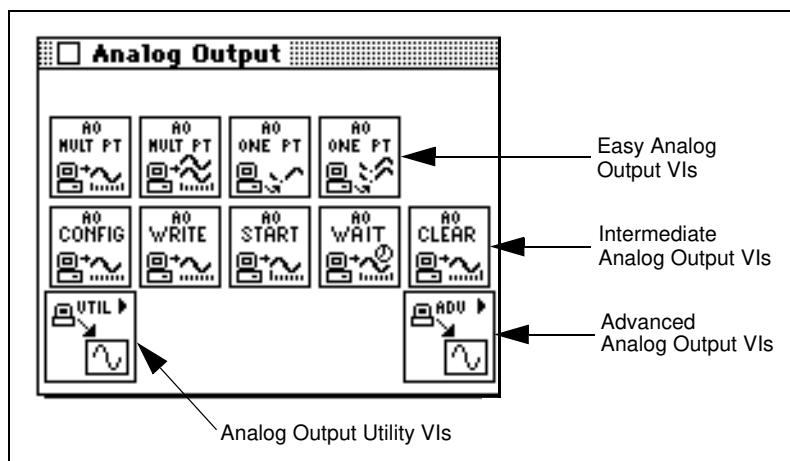 Analog Output
AO
MULT PT
AO
MULT PT
AO
ONE PT
AO
ONE PT
Easy Analog
Output VIs
AO
CONFIG
AO
WRITE
AO
START
AO
WAIT
AO
CLEAR
Intermediate
Analog Output VIs
UTIL
ADV
Advanced
Analog Output VIs
Analog Output Utility VIs